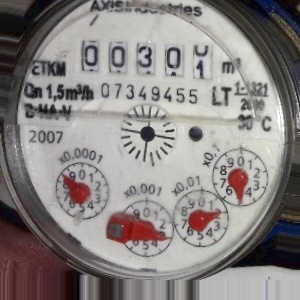 AxisIndustries
00301 m³
ETKM
Qn 1,5m³/h 07349455 LT
B-HA-V 30°C
2007
x0,0001
x0,001
x0,01
x0,1